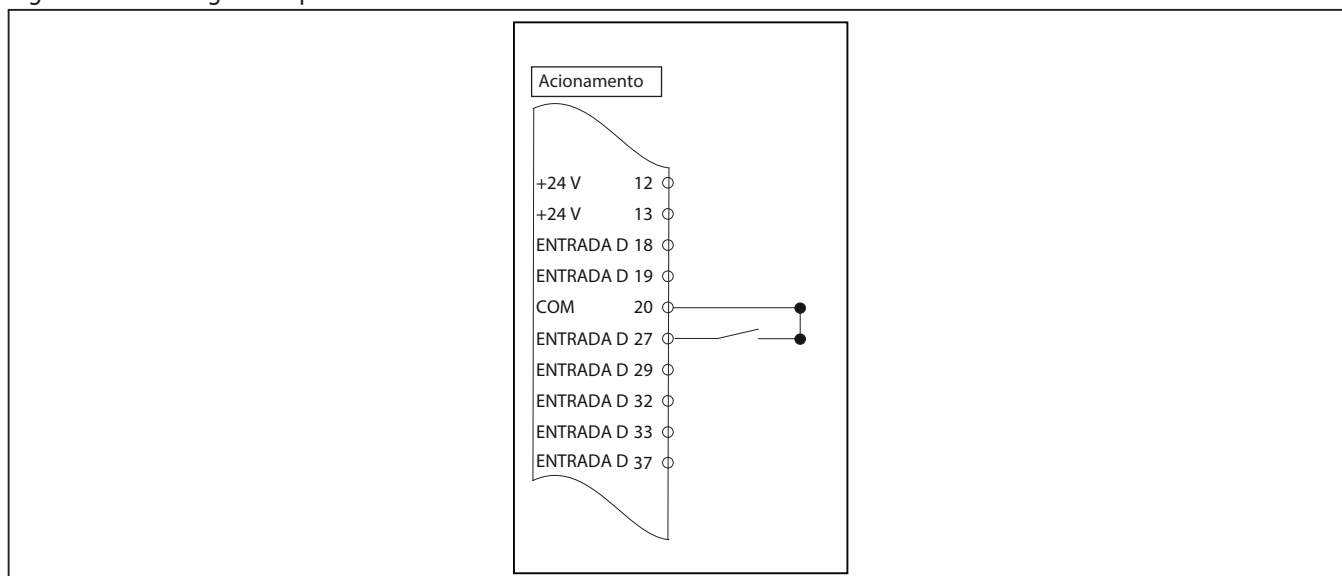 Acionamento
+24 V 12
+24 V 13
ENTRADA D 18
ENTRADA D 19
COM 20
ENTRADA D 27
ENTRADA D 29
ENTRADA D 32
ENTRADA D 33
ENTRADA D 37